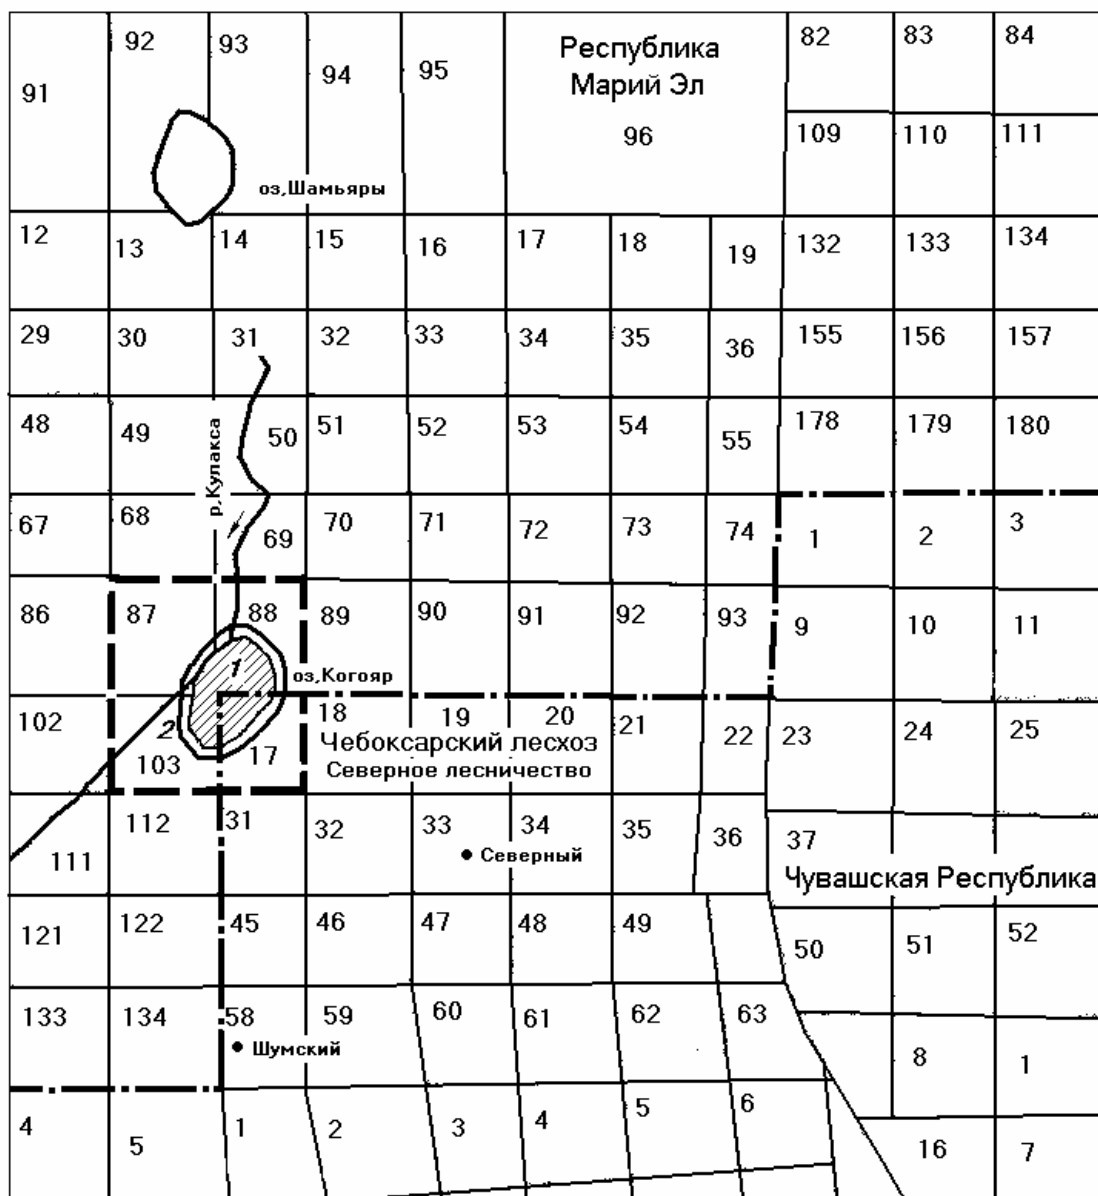 92 93 Республика 82 83 84
91 94 95 Марий Эл
96 109 110 111
оз,Шамьяры
12 13 14 15 16 17 18 19 132 133 134
29 30 31 32 33 34 35 36 155 156 157
48 49 50 51 52 53 54 55 178 179 180
р,Кулакса
67 68 69 70 71 72 73 74 1 2 3
86 87 88 89 90 91 92 93 9 10 11
1 оз,Когояр
102 2 103 17 18 19 20 21 22 23 24 25
Чебоксарский лесхоз
Северное лесничество
111 112 31 32 33 34 35 36 37
Северный
Чувашская Республика
121 122 45 46 47 48 49 50 51 52
133 134 58 59 60 61 62 63 8 1
Шумский
4 5 1 2 3 4 5 6 16 7